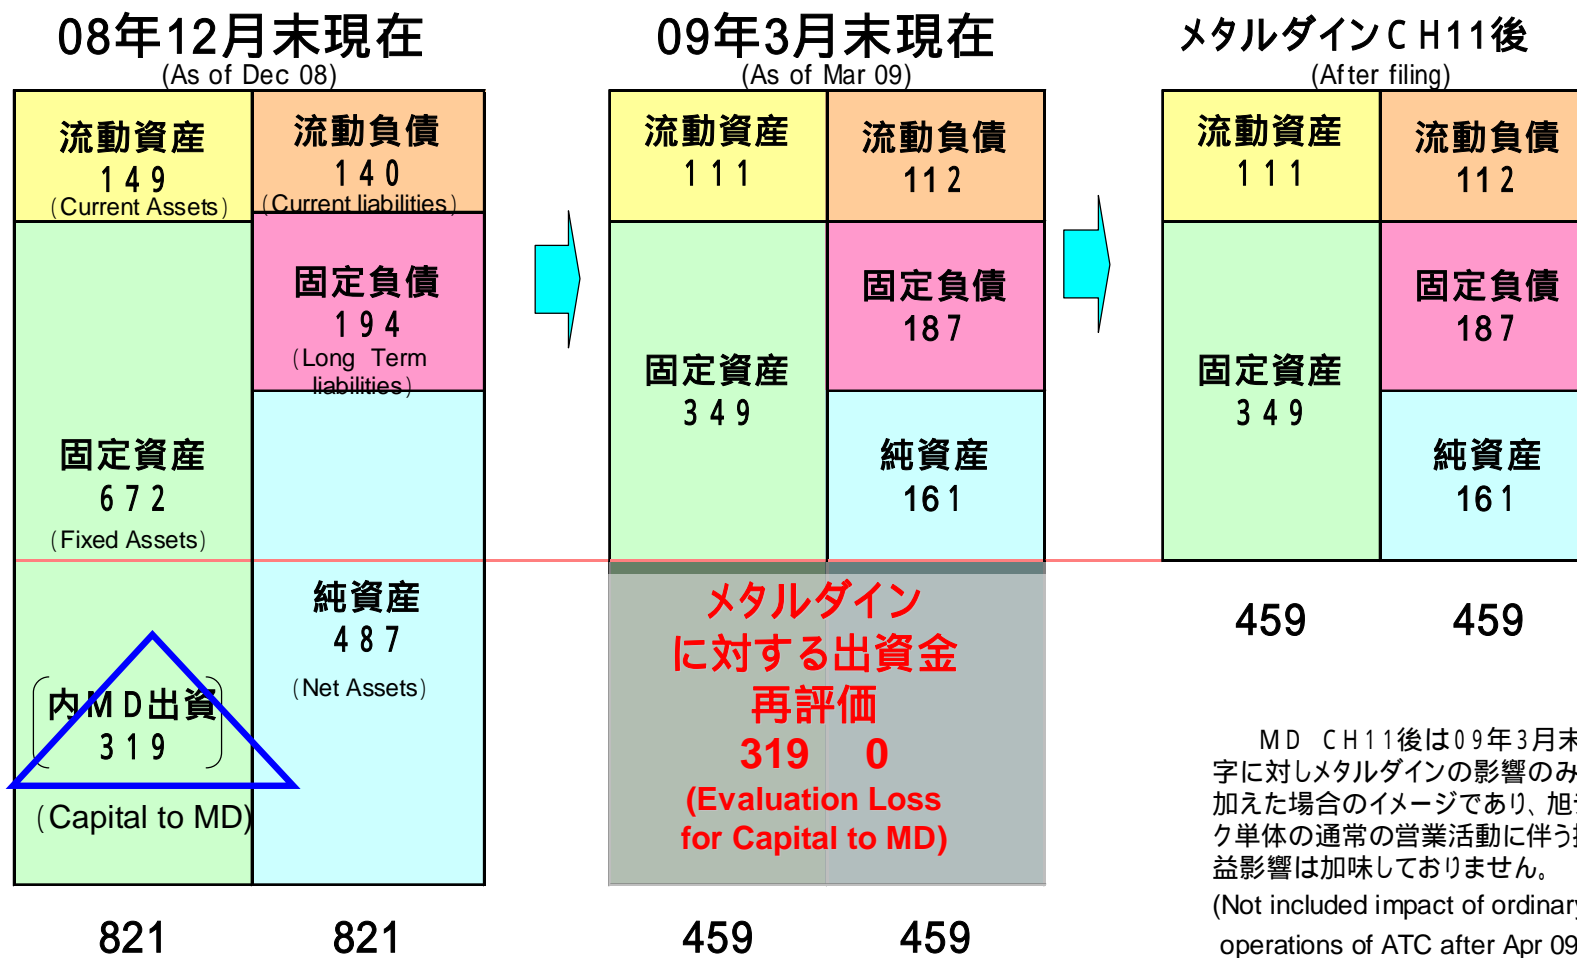 08年12月末現在
(As of Dec 08)
流動資産
149
(Current Assets)
流動負債
140
(Current liabilities)
固定負債
194
(Long Term
liabilities)
固定資産
672
(Fixed Assets)
純資産
487
(Net Assets)
内MD出資
319
(Capital to MD)
821
821
09年3月末現在
(As of Mar 09)
流動資産
111
流動負債
112
固定負債
187
固定資産
349
純資産
161
メタルダイン
に対する出資金
再評価
319 0
(Evaluation Loss
for Capital to MD)
459
459
メタルダインCH11後
(After filing)
流動資産
111
流動負債
112
固定負債
187
固定資産
349
純資産
161
459
459
MD CH11後は09年3月末
字に対しメタルダインの影響のみ
加えた場合のイメージであり、旭テ
ク単体の通常の営業活動に伴う
益影響は加味しておりません。
(Not included impact of ordinary
operations of ATC after Apr 09